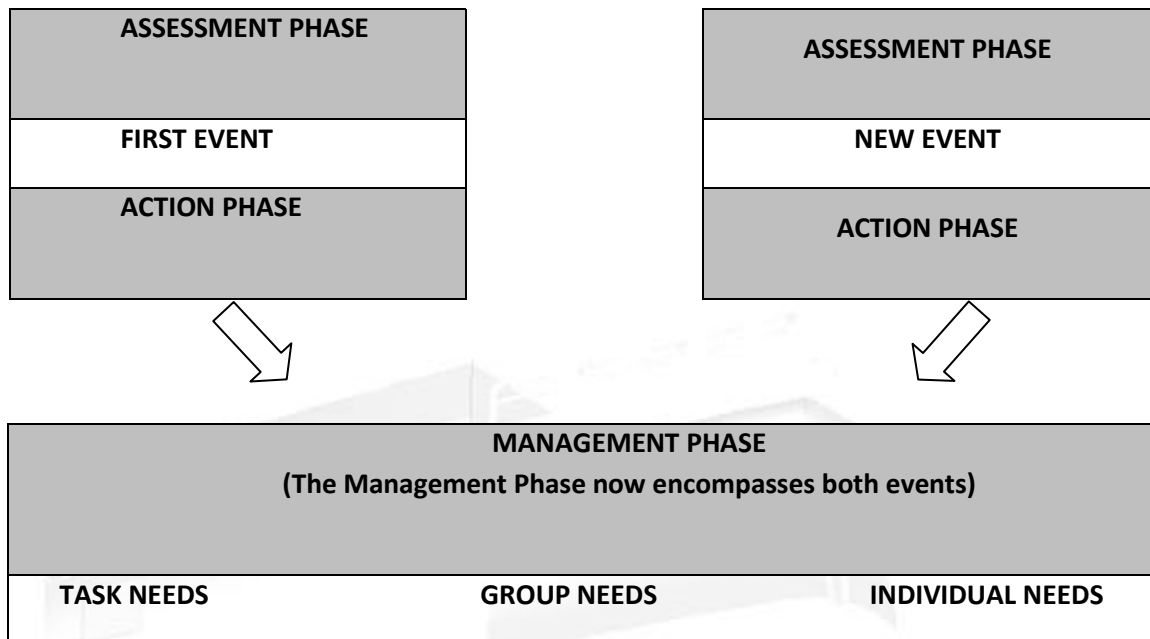 ASSESSMENT PHASE
FIRST EVENT
ACTION PHASE
ASSESSMENT PHASE
NEW EVENT
ACTION PHASE
MANAGEMENT PHASE
(The Management Phase now encompasses both events)
TASK NEEDS GROUP NEEDS INDIVIDUAL NEEDS